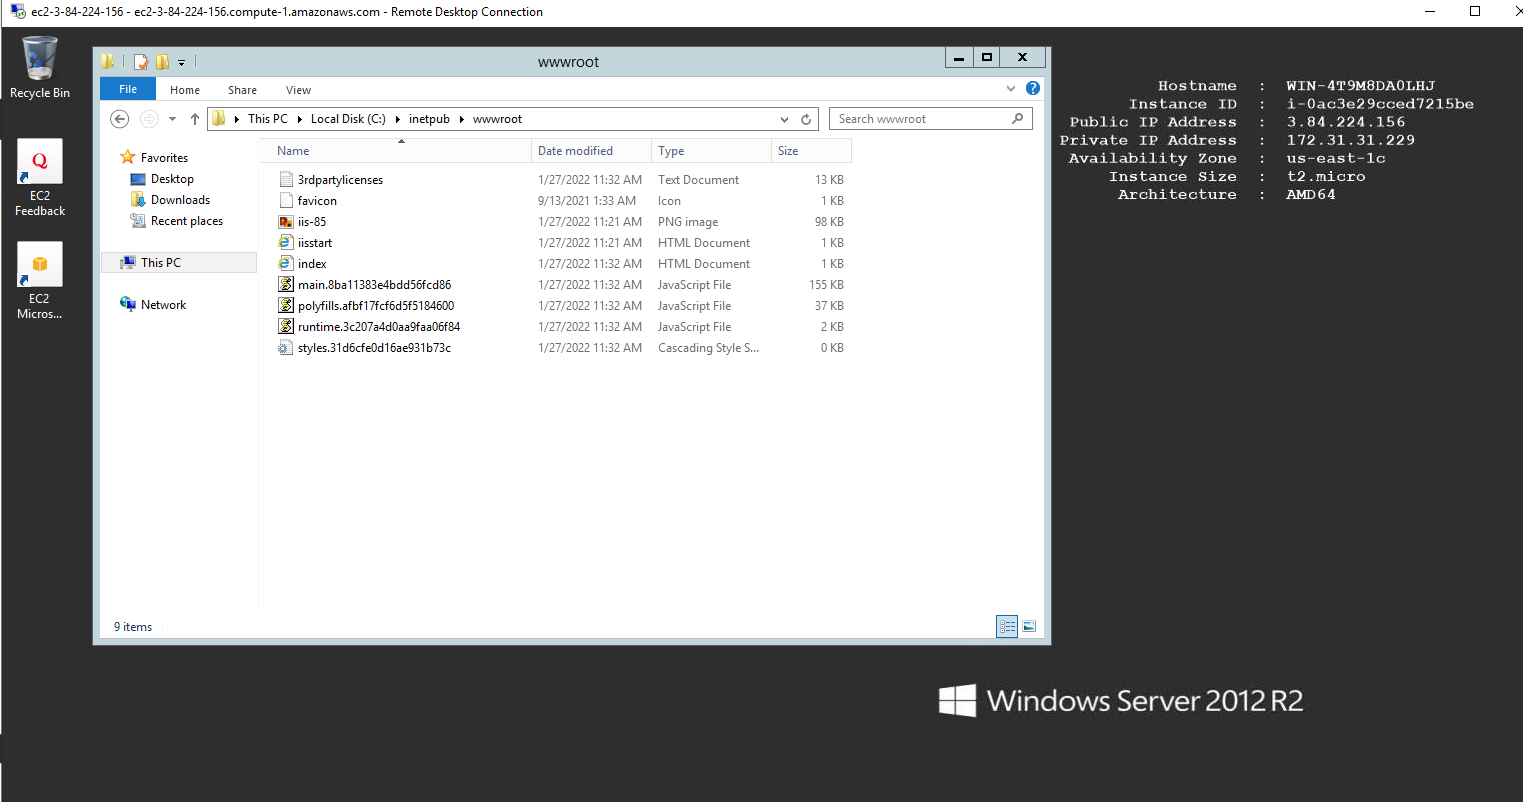 ec2-3-84-224-156 - ec2-3-84-224-156.compute-1.amazonaws.com - Remote Desktop Connection
Recycle Bin
EC2 Feedback
EC2 Micros...
wwwroot
File Home Share View
This PC Local Disk (C:) inetpub wwwroot
Search wwwroot
Favorites
Desktop
Downloads
Recent places
This PC
Network
Name Date modified Type Size
3rdpartylicenses 1/27/2022 11:32 AM Text Document 13 KB
favicon 9/13/2021 1:33 AM Icon 1 KB
iis-85 1/27/2022 11:21 AM PNG image 98 KB
iisstart 1/27/2022 11:21 AM HTML Document 1 KB
index 1/27/2022 11:32 AM HTML Document 1 KB
main.8ba11383e4bdd56fcd86 1/27/2022 11:32 AM JavaScript File 155 KB
polyfills.afbf17fcf6d5f5184600 1/27/2022 11:32 AM JavaScript File 37 KB
runtime.3c207a4d0aa9faa06f84 1/27/2022 11:32 AM JavaScript File 2 KB
styles.31d6cfe0d16ae931b73c 1/27/2022 11:32 AM Cascading Style S... 0 KB
9 items
Hostname : WIN-4T9M8DA0LHJ
Instance ID : i-0ac3e29cced7215be
Public IP Address : 3.84.224.156
Private IP Address : 172.31.31.229
Availability Zone : us-east-1c
Instance Size : t2.micro
Architecture : AMD64
Windows Server 2012 R2